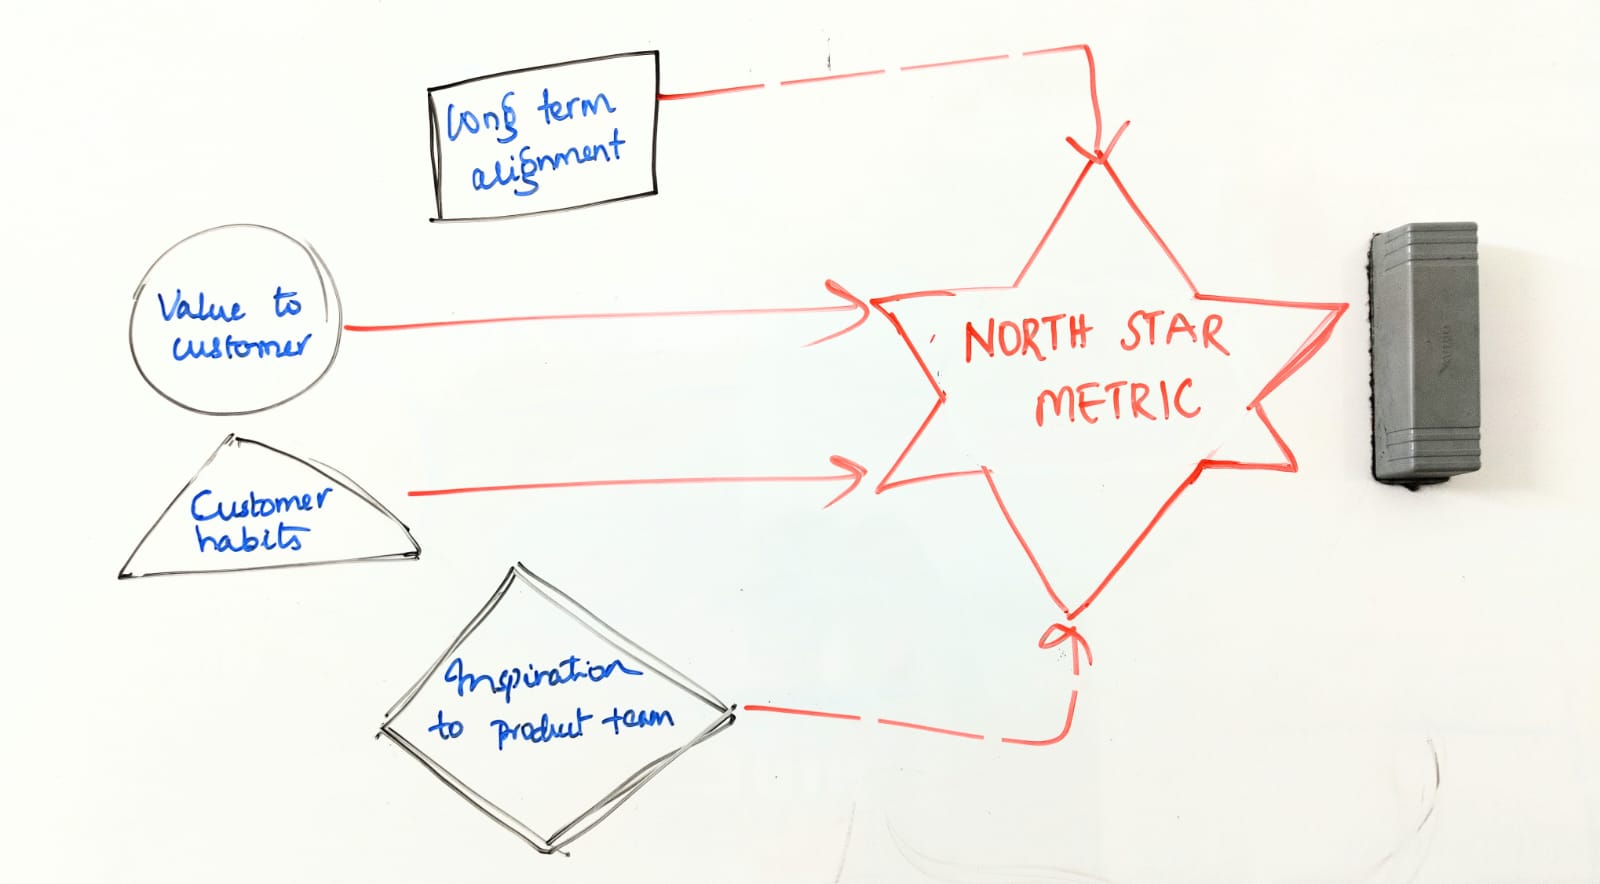 Long term
alignment
Value to
customer
NORTH STAR
METRIC
Customer
habits
Inspiration
to product team